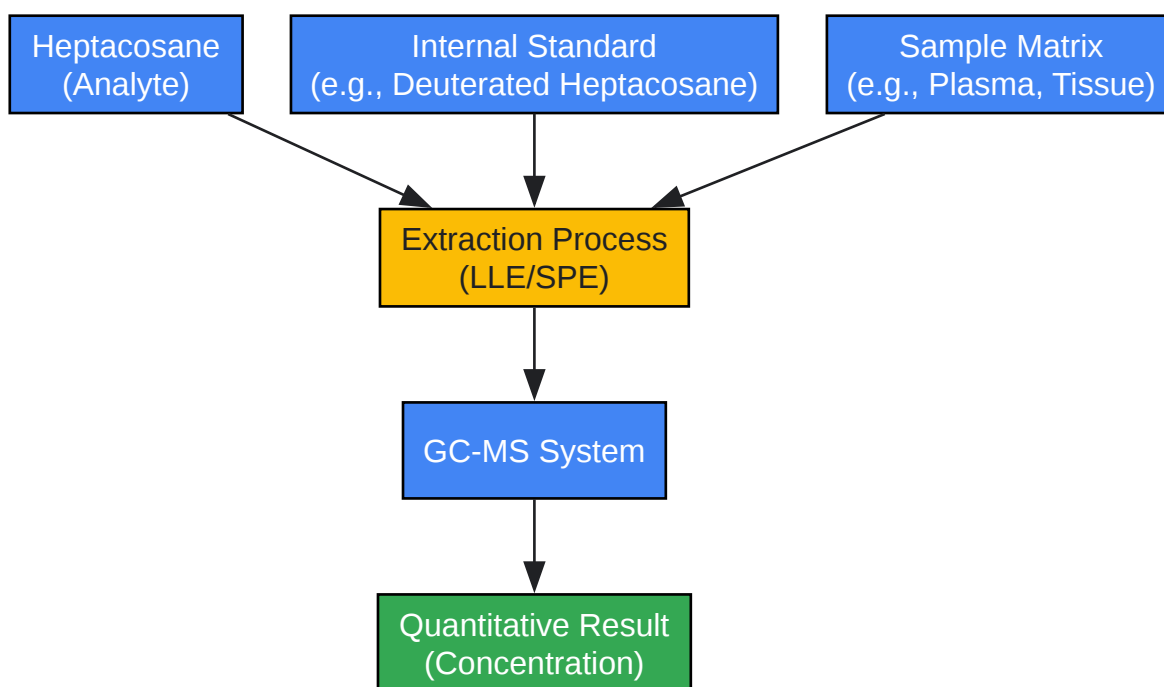 Heptacosane
(Analyte)
Internal Standard
(e.g., Deuterated Heptacosane)
Sample Matrix
(e.g., Plasma, Tissue)
Extraction Process
(LLE/SPE)
GC-MS System
Quantitative Result
(Concentration)